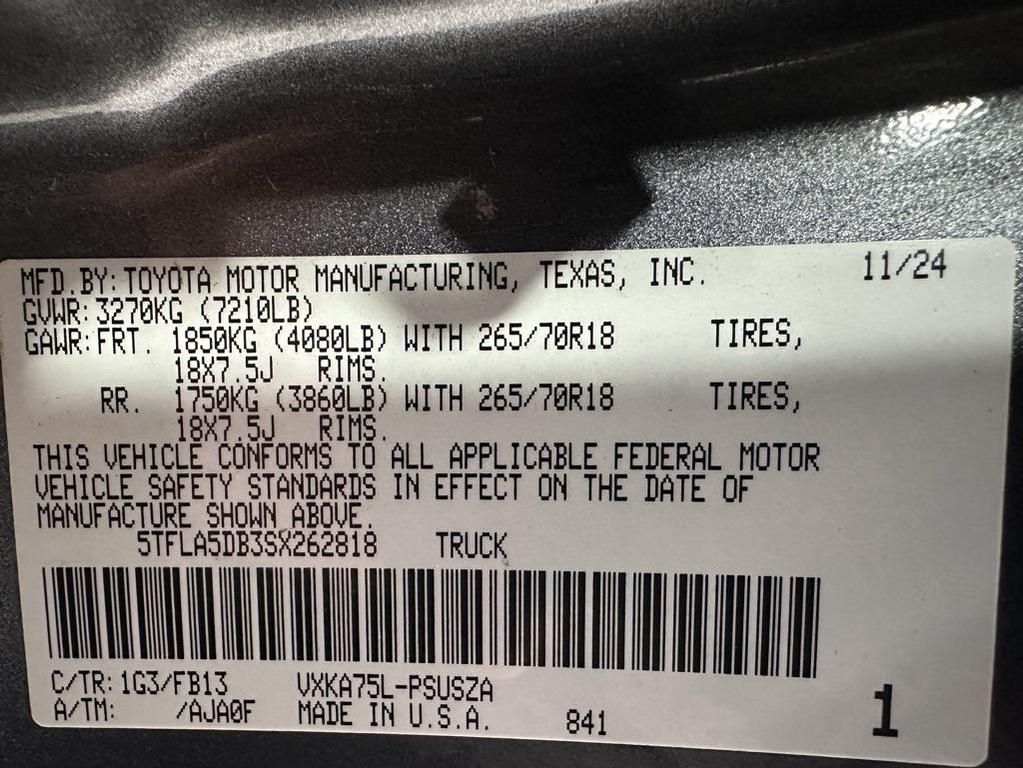 MFD.BY:TOYOTA MOTOR MANUFACTURING, TEXAS, INC. 11/24
GVWR:3270KG (7210LB)
GAWR:FRT. 1850KG (4080LB) WITH 265/70R18 TIRES,
18X7.5J RIMS.
RR. 1750KG (3860LB) WITH 265/70R18 TIRES,
18X7.5J RIMS.
THIS VEHICLE CONFORMS TO ALL APPLICABLE FEDERAL MOTOR
VEHICLE SAFETY STANDARDS IN EFFECT ON THE DATE OF
MANUFACTURE SHOWN ABOVE.
5TFLA5DB3SX262818 TRUCK
C/TR:1G3/FB13 VXKA75L-PSUSZA
A/TM: /AJA0F MADE IN U.S.A. 841 1